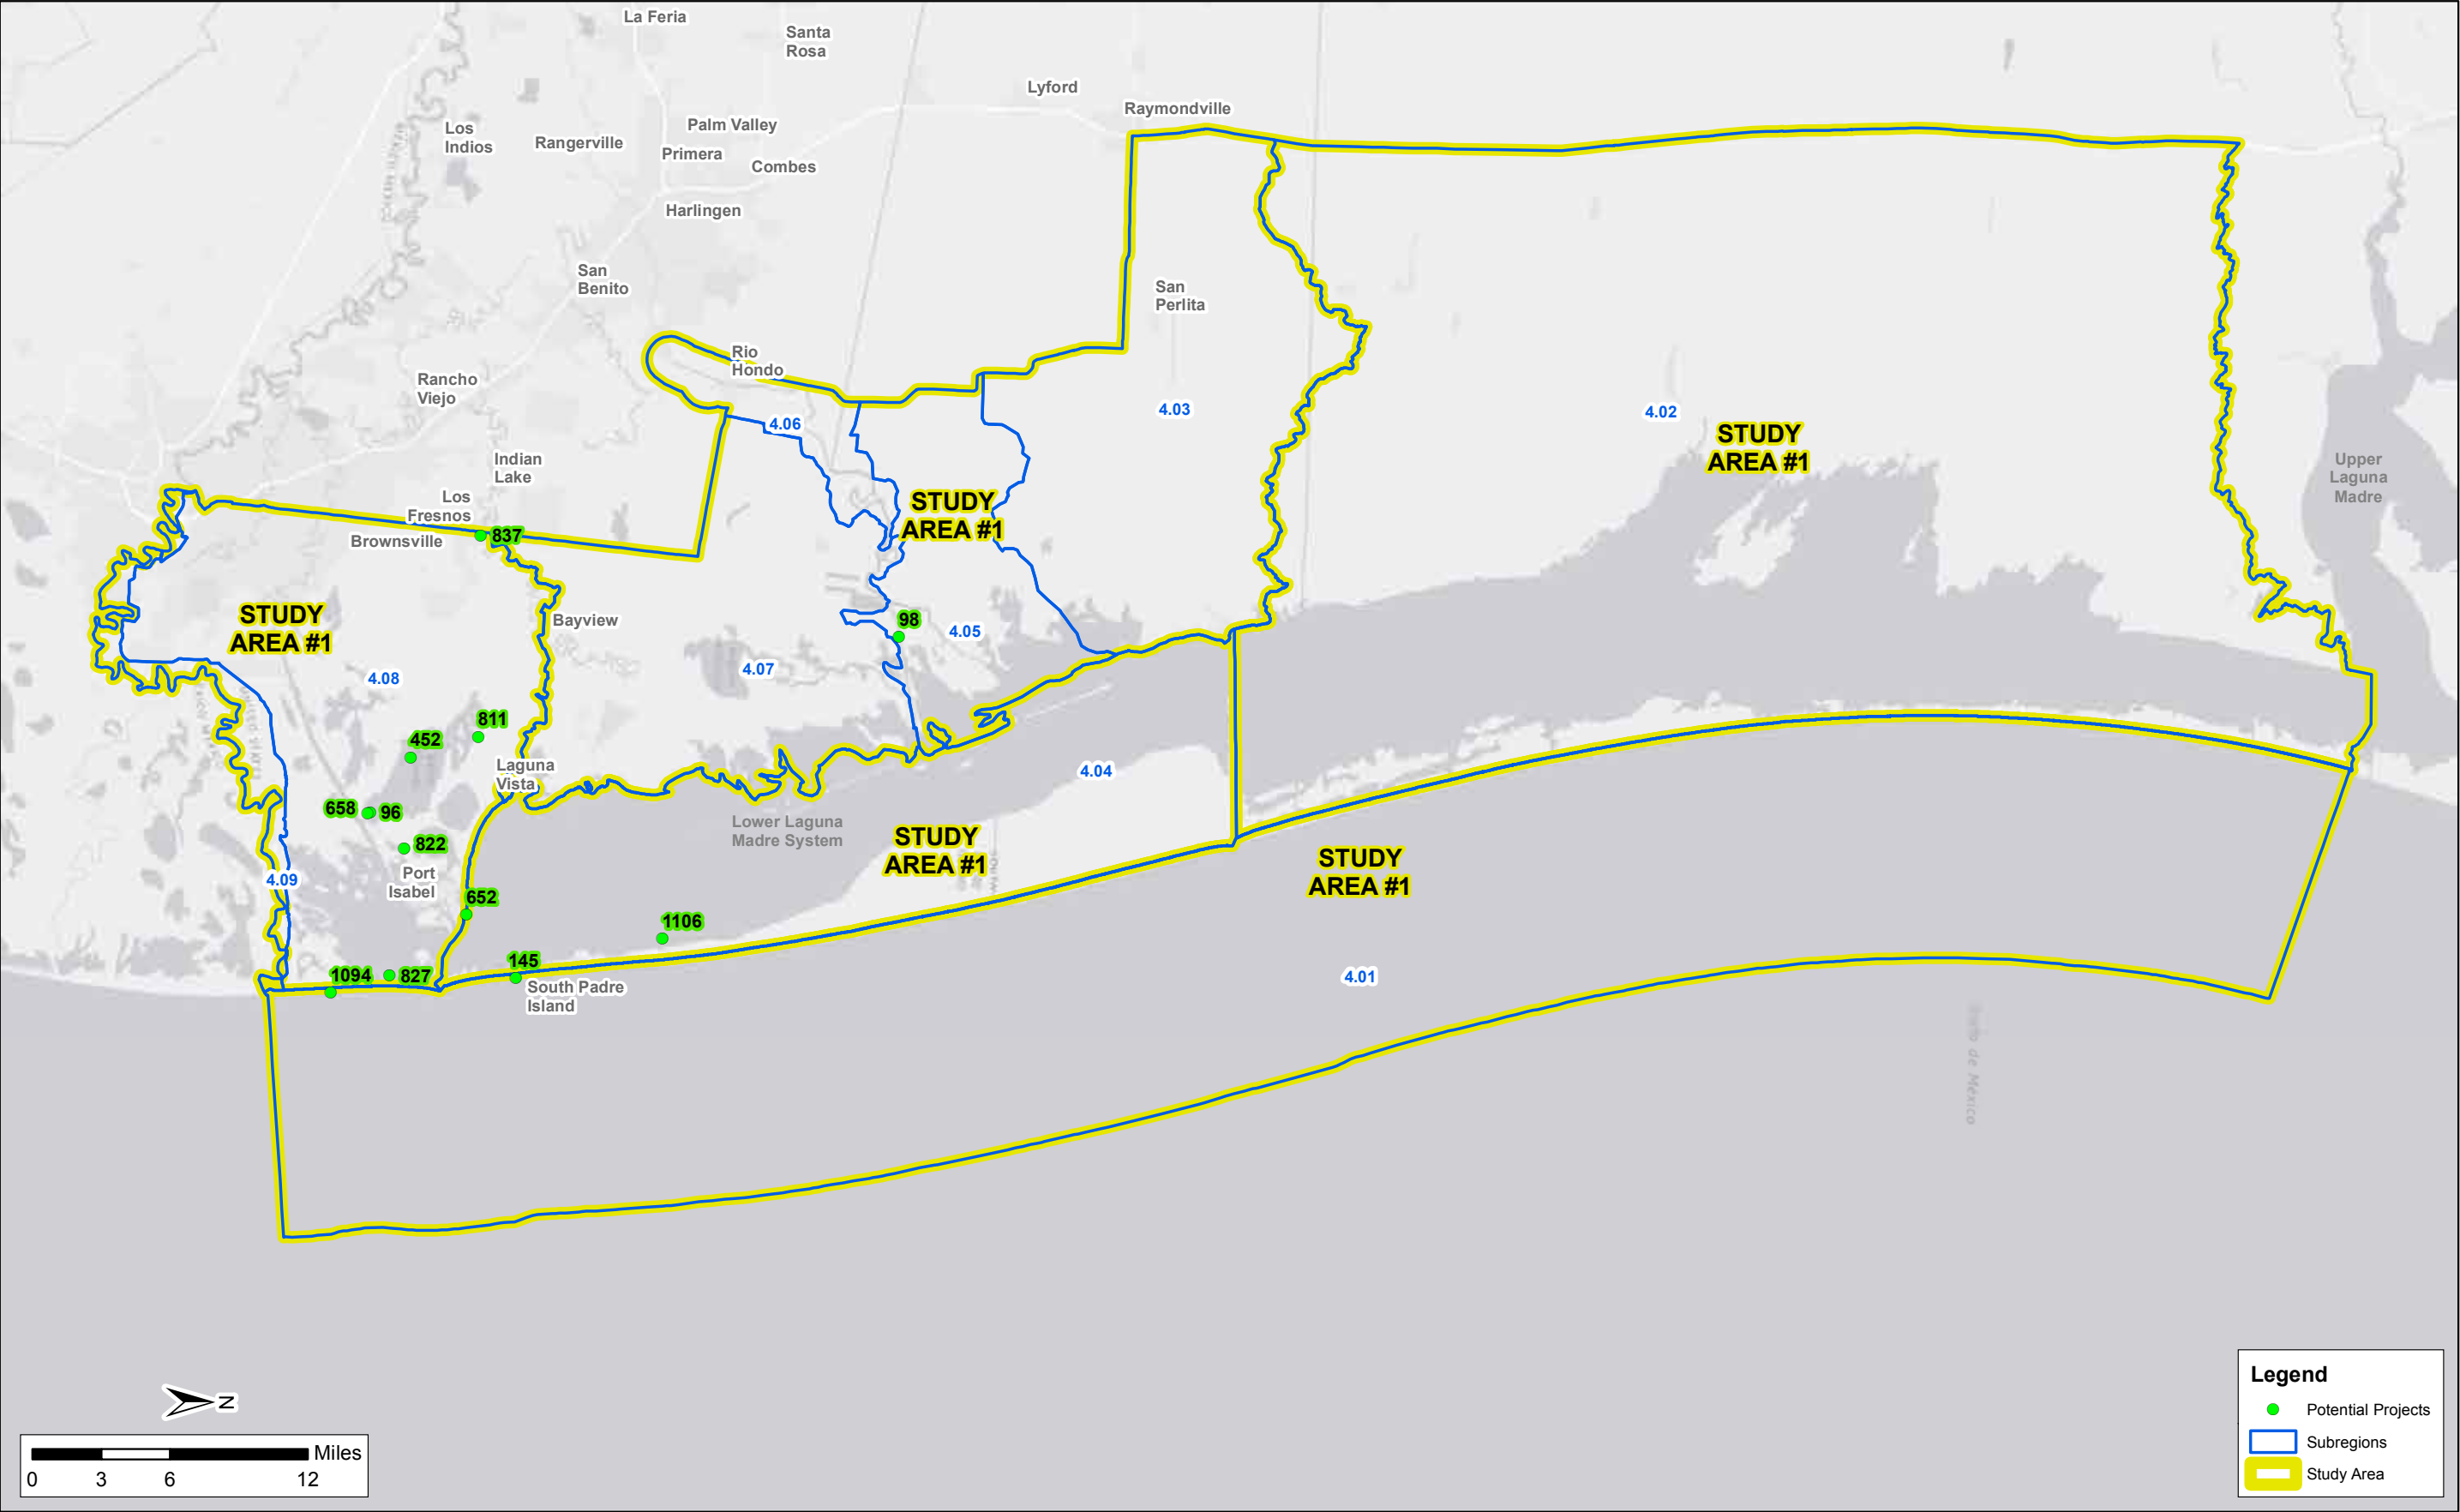 La Feria
Santa
Rosa
Lyford
Raymondville
Los
Indios
Rangerville
Palm Valley
Primera
Combes
Harlingen
San
Benito
San
Perlita
Rio
Hondo
Rancho
Viejo
4.06
4.03
4.02
STUDY
AREA #1
Indian
Lake
Upper
Laguna
Madre
Los
Fresnos
STUDY
AREA #1
Brownsville
837
STUDY
AREA #1
Bayview
98
4.05
4.08
4.07
811
452
Laguna
Vista
4.04
658
96
Lower Laguna
Madre System
STUDY
AREA #1
822
STUDY
AREA #1
Port
Isabel
4.09
652
1106
145
1094
827
South Padre
Island
4.01
Golfo de México
N
Miles
0
3
6
12
Legend
Potential Projects
Subregions
Study Area